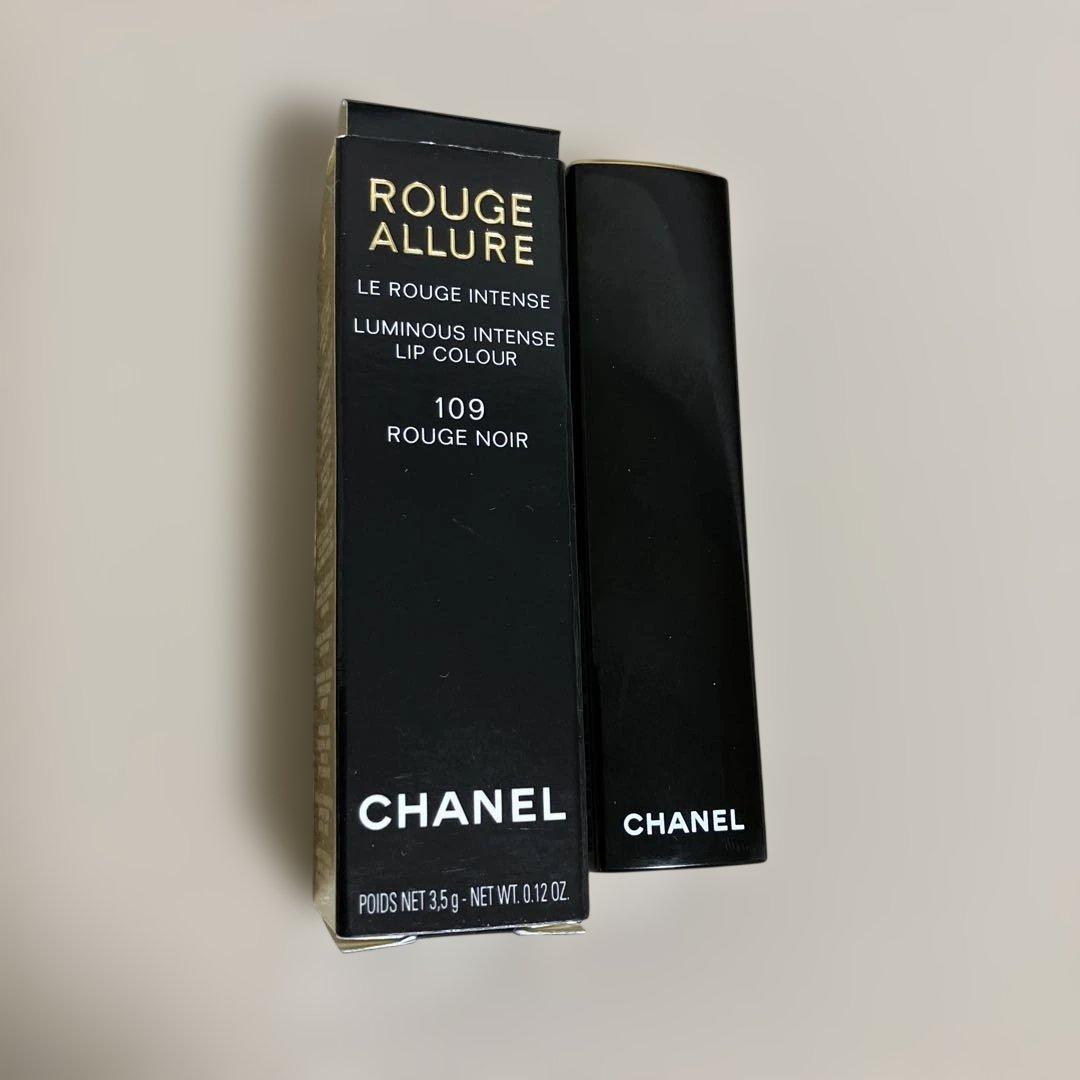 ROUGE
ALLURE
LE ROUGE INTENSE
LUMINOUS INTENSE
LIP COLOUR
109
ROUGE NOIR
CHANEL
POIDS NET 3,5 g - NET WT. 0.12 OZ.
CHANEL